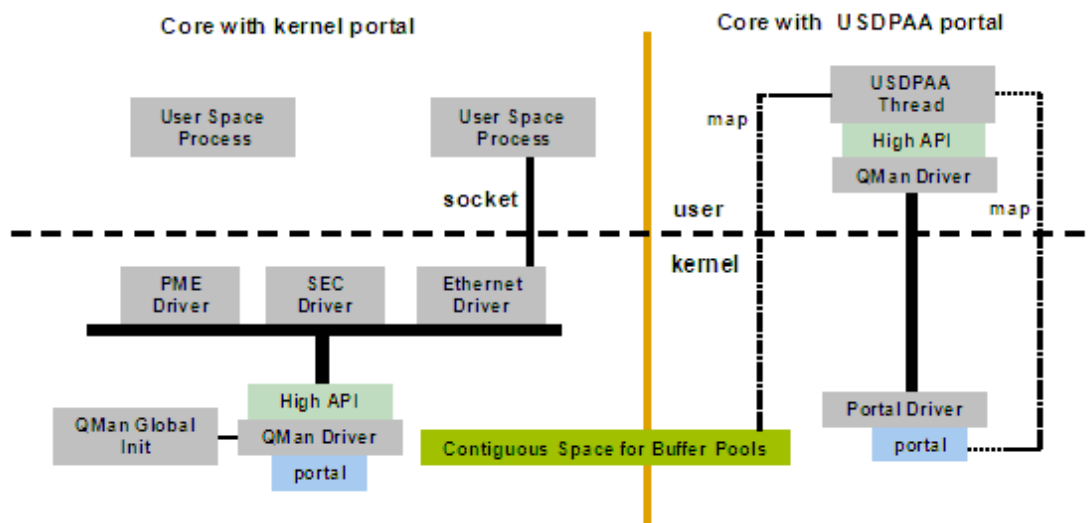 Core with kernel portal
Core with USDPAA portal
User Space
Process
User Space
Process
socket
map
USDPAA
Thread
High API
QMan Driver
map
user
kernel
PME
Driver
SEC
Driver
Ethernet
Driver
High API
QMan Global
Init
QMan Driver
portal
Contiguous Space for Buffer Pools
Portal Driver
portal